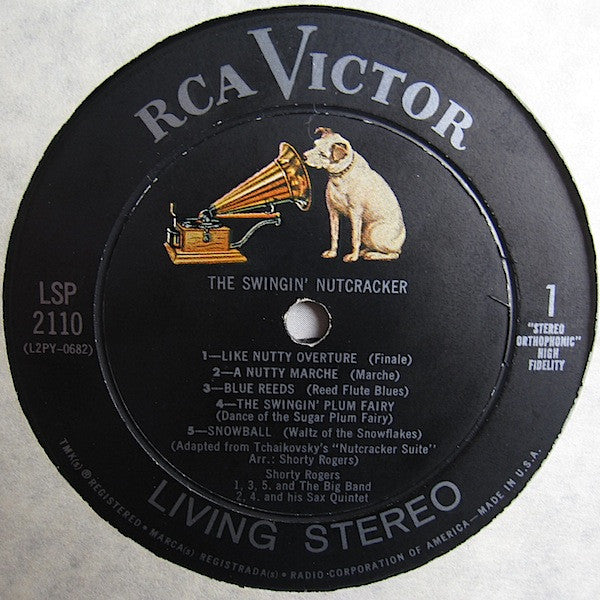 RCA VICTOR
THE SWINGIN' NUTCRACKER
LSP
2110
(L2PY-0682)
1
"STEREO
ORTHOPHONIC"
HIGH
FIDELITY
1—LIKE NUTTY OVERTURE (Finale)
2—A NUTTY MARCHE (Marche)
3—BLUE REEDS (Reed Flute Blues)
4—THE SWINGIN' PLUM FAIRY
(Dance of the Sugar Plum Fairy)
5—SNOWBALL (Waltz of the Snowflakes)
(Adapted from Tchaikovsky's "Nutcracker Suite"
Arr.: Shorty Rogers)
Shorty Rogers
1, 3, 5. and The Big Band
2, 4. and his Sax Quintet
LIVING STEREO
TMK(s) ® REGISTERED • MARCA(s) REGISTRADA(s) • RADIO CORPORATION OF AMERICA—MADE IN U.S.A.